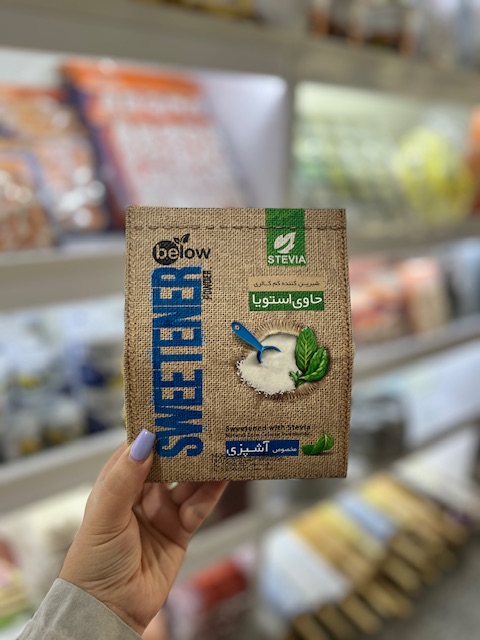 below
STEVIA
SWEETENER
POWDER
شیرین کننده کم کالری
حاوی استویا
Sweetened with Stevia
مخصوص آشپزی